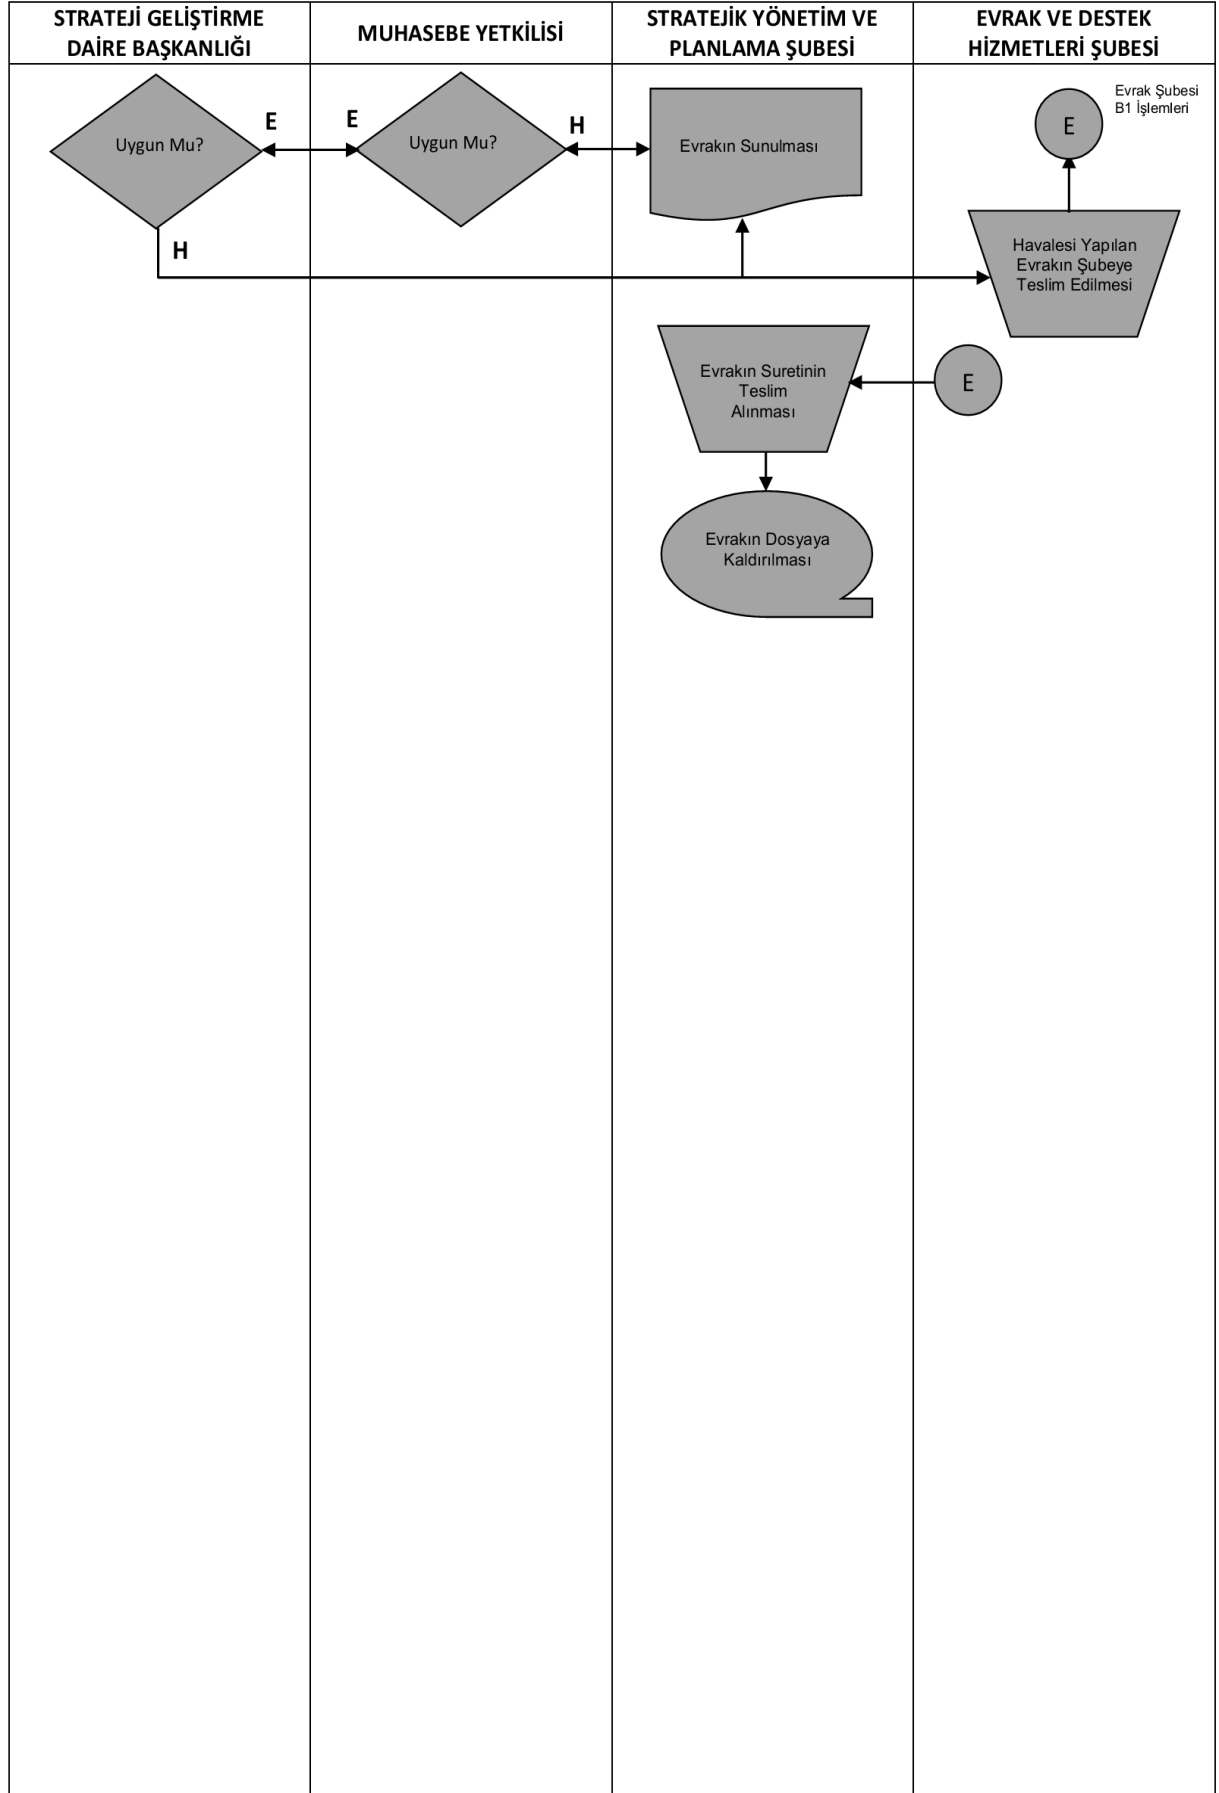 STRATEJİ GELİŞTİRME
DAİRE BAŞKANLIĞI
MUHASEBE YETKİLİSİ
STRATEJİK YÖNETİM VE
PLANLAMA ŞUBESİ
EVRAK VE DESTEK
HİZMETLERİ ŞUBESİ
Uygun Mu?
E
E
Uygun Mu?
H
Evrakın Sunulması
E
Evrak Şubesi
B1 İşlemleri
H
Havalesi Yapılan
Evrakın Şubeye
Teslim Edilmesi
Evrakın Suretinin
Teslim
Alınması
E
Evrakın Dosyaya
Kaldırılması